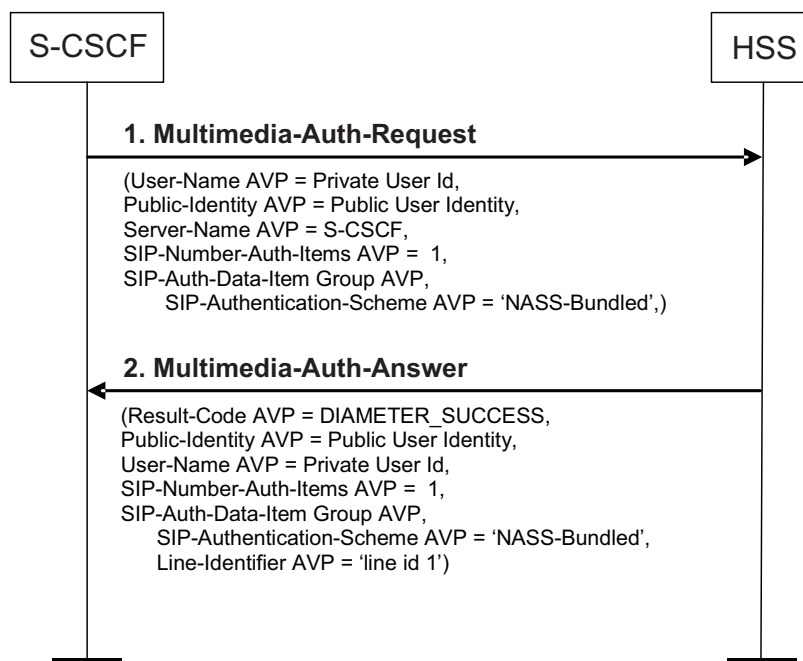 S-CSCF
HSS
1. Multimedia-Auth-Request
(User-Name AVP = Private User Id,
Public-Identity AVP = Public User Identity,
Server-Name AVP = S-CSCF,
SIP-Number-Auth-Items AVP = 1,
SIP-Auth-Data-Item Group AVP,
SIP-Authentication-Scheme AVP = ‘NASS-Bundled’,)
2. Multimedia-Auth-Answer
(Result-Code AVP = DIAMETER_SUCCESS,
Public-Identity AVP = Public User Identity,
User-Name AVP = Private User Id,
SIP-Number-Auth-Items AVP = 1,
SIP-Auth-Data-Item Group AVP,
SIP-Authentication-Scheme AVP = ‘NASS-Bundled’,
Line-Identifier AVP = ‘line id 1’)